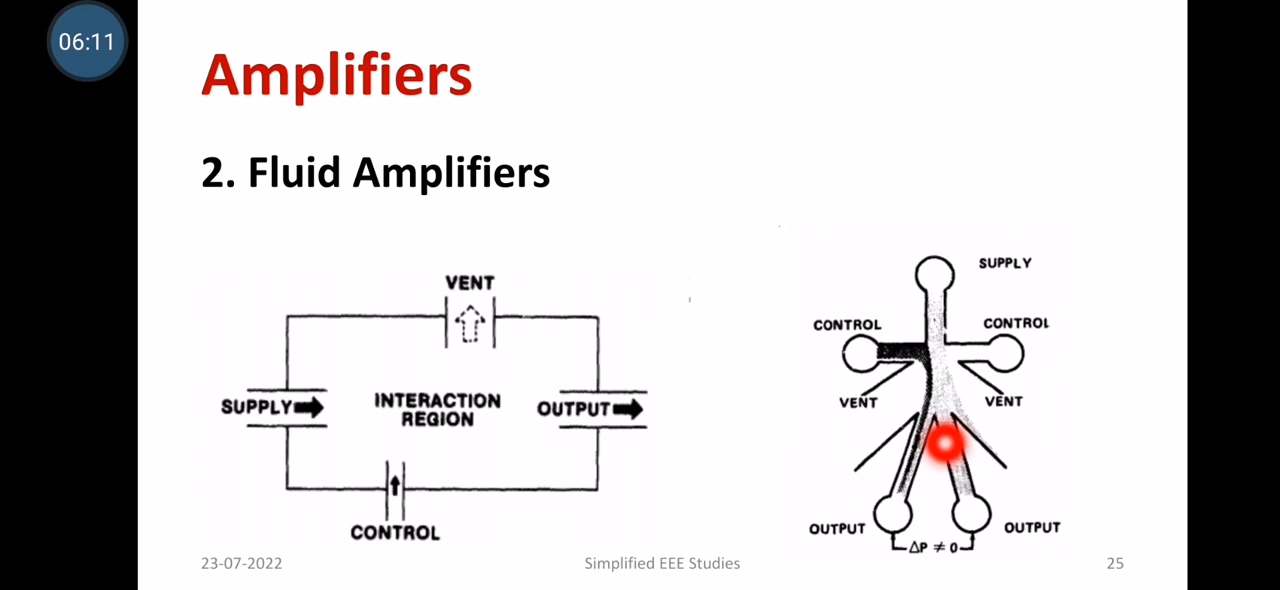 06:11
Amplifiers
2. Fluid Amplifiers
VENT
SUPPLY
INTERACTION
REGION
OUTPUT
CONTROL
SUPPLY
CONTROL
CONTROL
VENT
VENT
OUTPUT
OUTPUT
ΔP ≠ 0
23-07-2022
Simplified EEE Studies
25